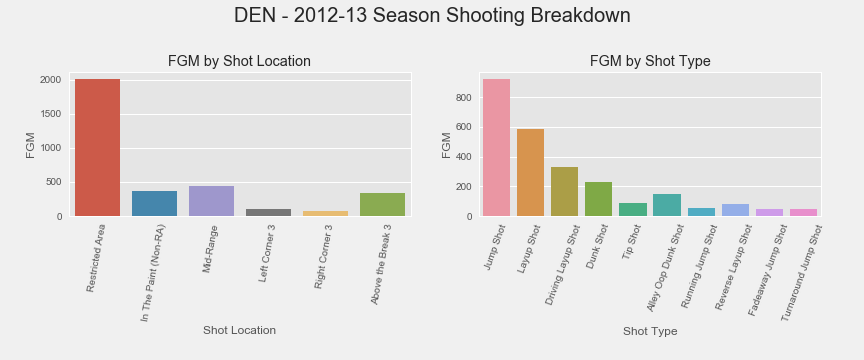 DEN - 2012-13 Season Shooting Breakdown
FGM by Shot Location
2000
1500
1000
500
0
FGM
Restricted Area
In The Paint (Non-RA)
Mid-Range
Left Corner 3
Right Corner 3
Above the Break 3
Shot Location
FGM by Shot Type
800
600
400
200
0
FGM
Jump Shot
Layup Shot
Driving Layup Shot
Dunk Shot
Tip Shot
Alley Oop Dunk Shot
Running Jump Shot
Reverse Layup Shot
Fadeaway Jump Shot
Turnaround Jump Shot
Shot Type